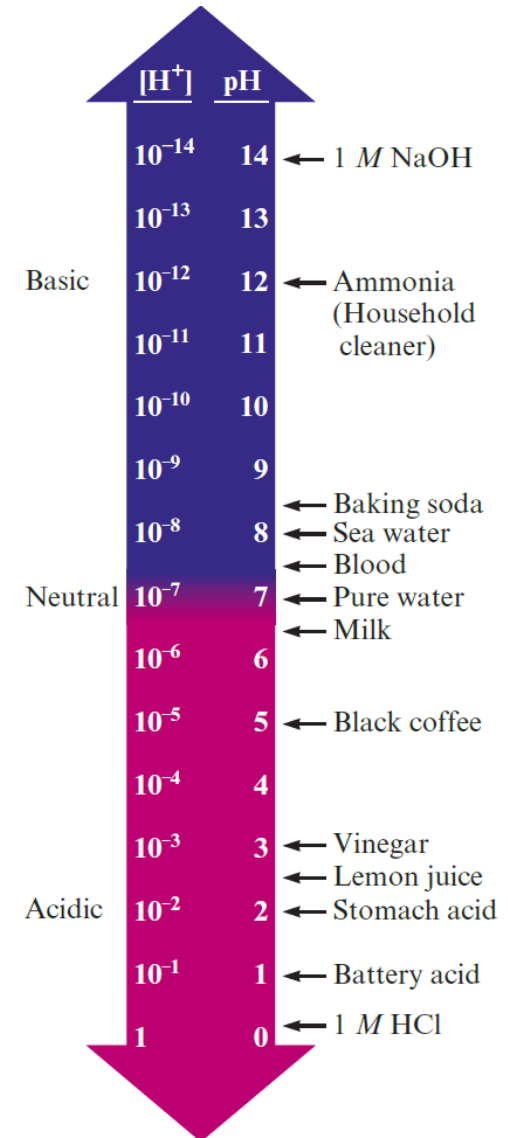 [H⁺] pH
10⁻¹⁴ 14 1 M NaOH
10⁻¹³ 13
Basic 10⁻¹² 12 Ammonia
(Household
cleaner)
10⁻¹¹ 11
10⁻¹⁰ 10
10⁻⁹ 9
Baking soda
10⁻⁸ 8 Sea water
Blood
Neutral 10⁻⁷ 7 Pure water
Milk
10⁻⁶ 6
10⁻⁵ 5 Black coffee
10⁻⁴ 4
10⁻³ 3 Vinegar
Lemon juice
Acidic 10⁻² 2 Stomach acid
10⁻¹ 1 Battery acid
1 M HCl
1 0